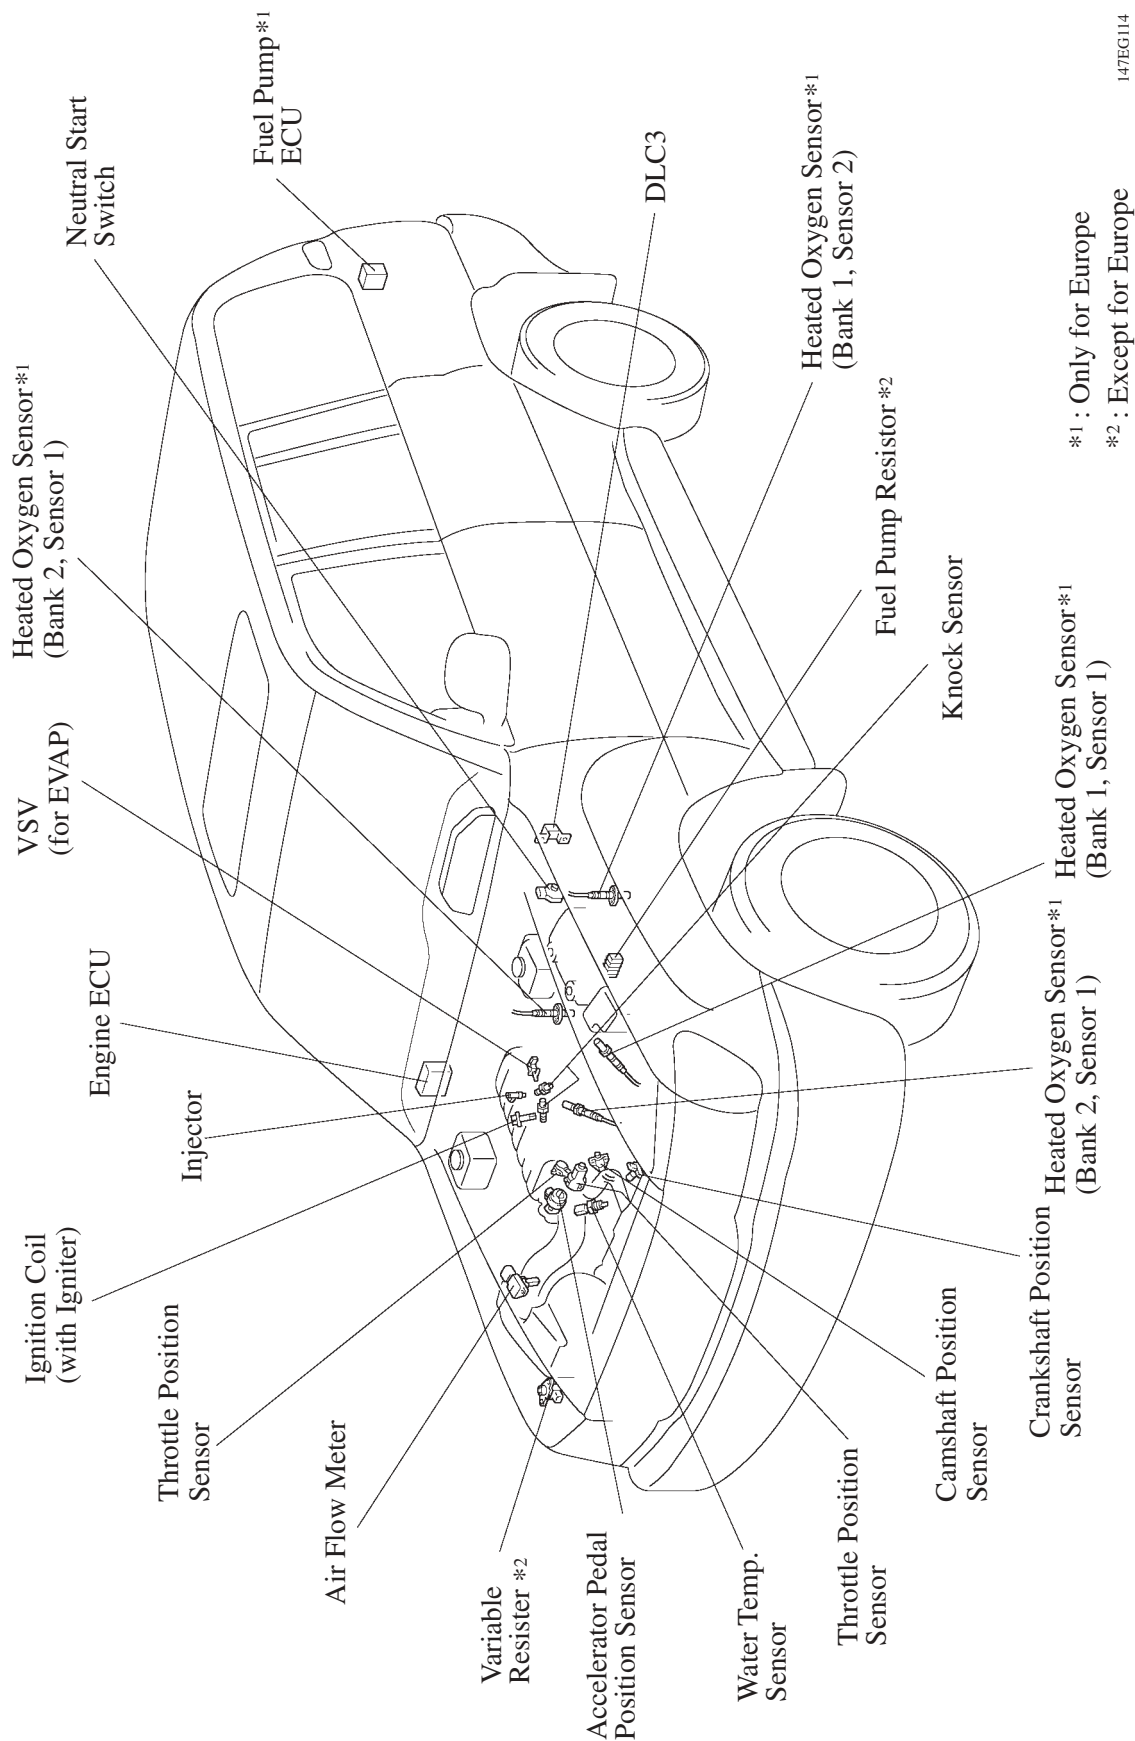 Ignition Coil
(with Igniter)
VSV
(for EVAP)
Heated Oxygen Sensor*1
(Bank 2, Sensor 1)
Neutral Start
Switch
Injector
Engine ECU
Fuel Pump*1
ECU
Throttle Position
Sensor
Air Flow Meter
Variable
Resister*2
Accelerator Pedal
Position Sensor
Water Temp.
Sensor
Throttle Position
Sensor
Camshaft Position
Sensor
Crankshaft Position
Sensor
Heated Oxygen Sensor*1
(Bank 2, Sensor 1)
Heated Oxygen Sensor*1
(Bank 1, Sensor 1)
Knock Sensor
Fuel Pump Resistor*2
Heated Oxygen Sensor*1
(Bank 1, Sensor 2)
DLC3
*1 : Only for Europe
*2 : Except for Europe
147EG114